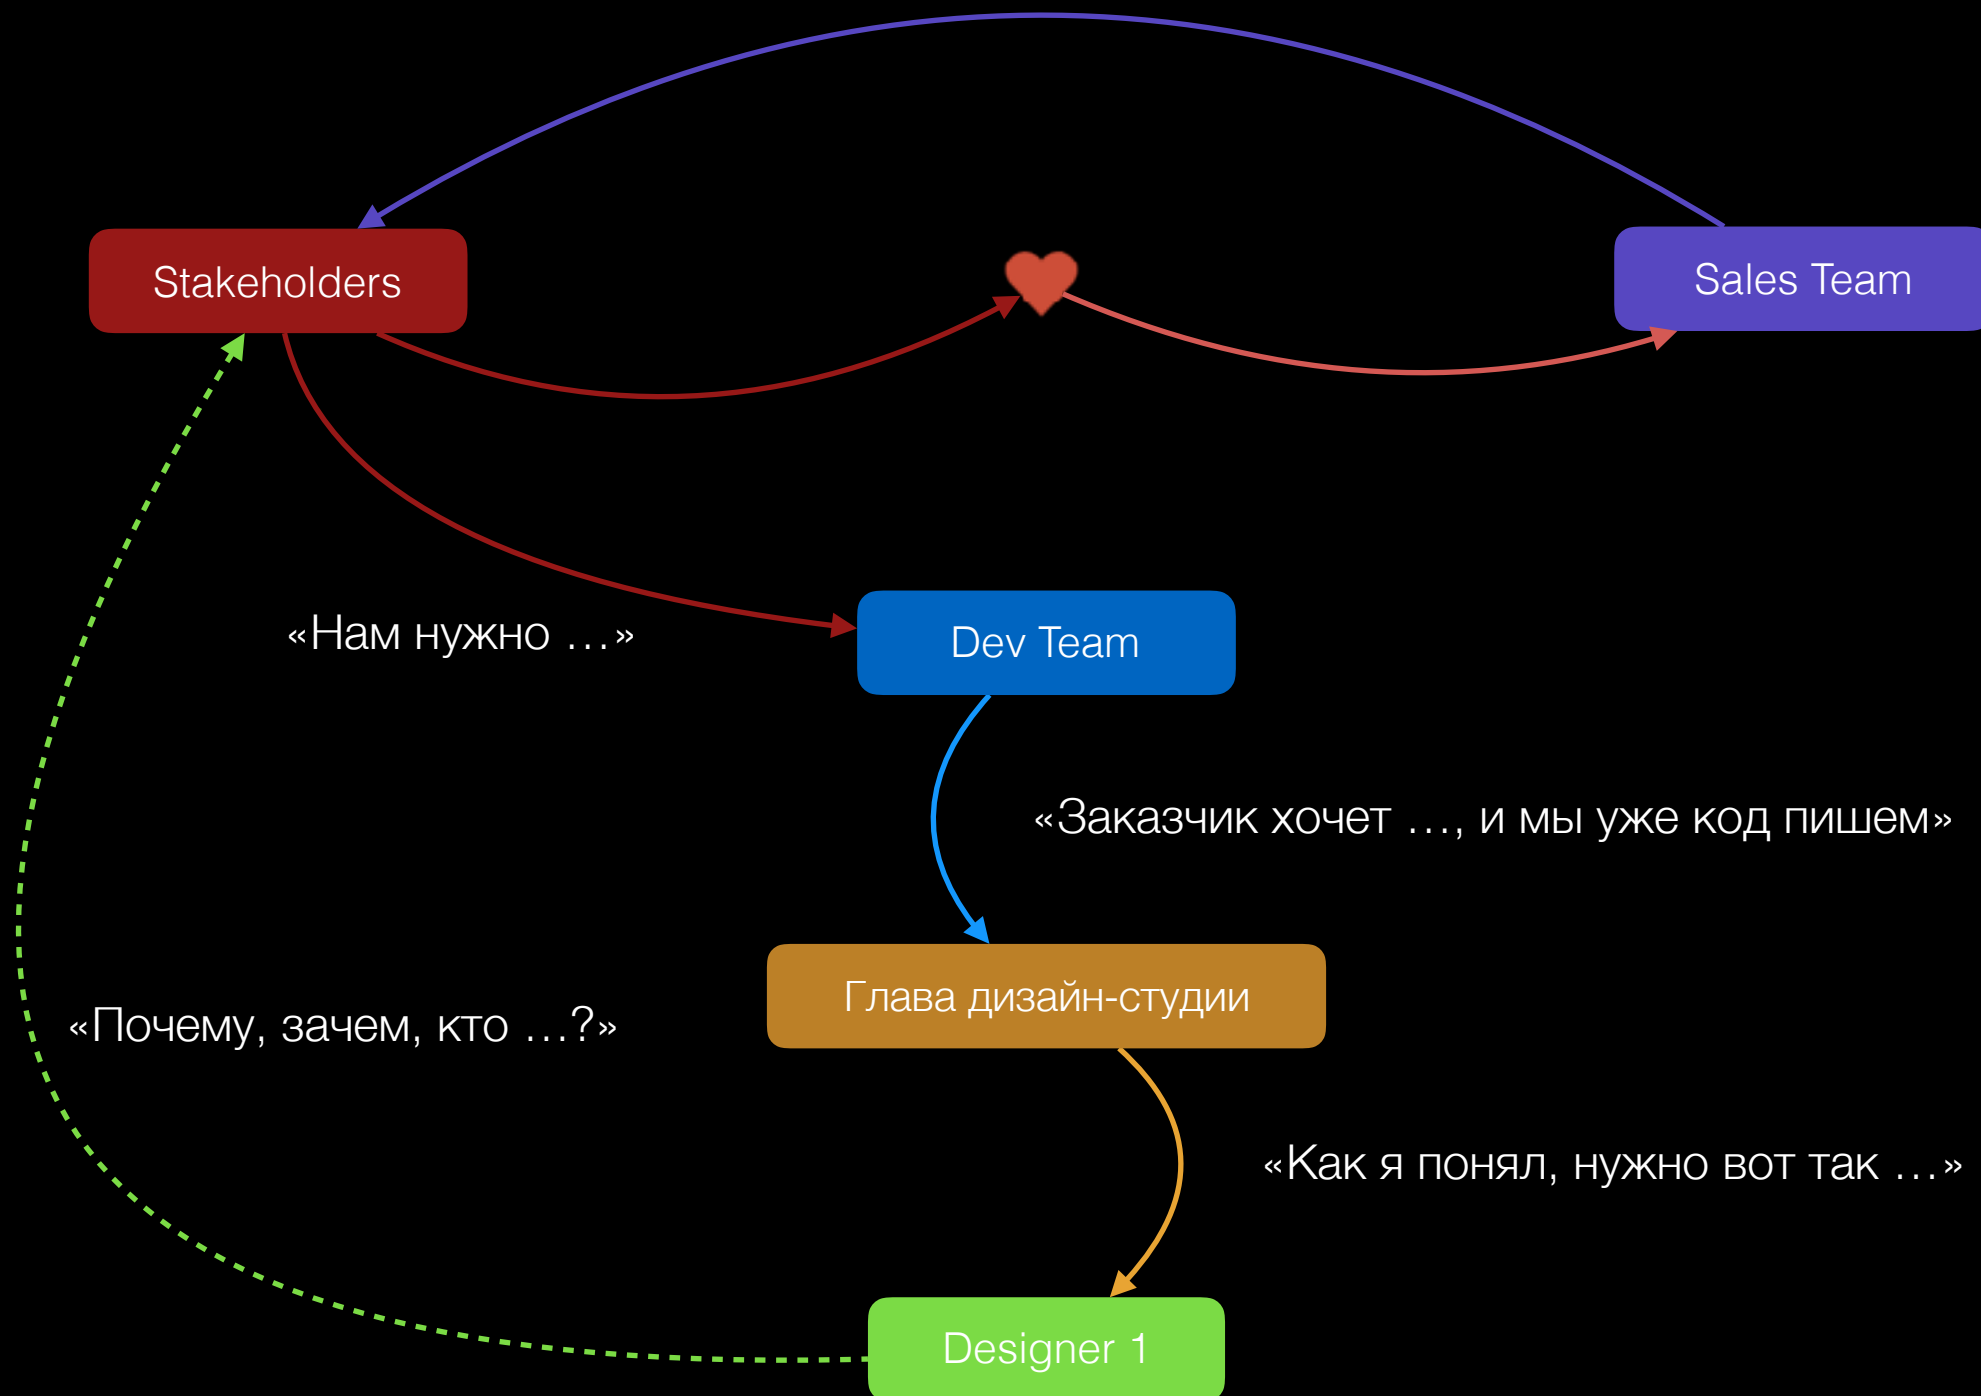 Stakeholders
Sales Team
«Нам нужно …»
Dev Team
«Заказчик хочет …, и мы уже код пишем»
Глава дизайн-студии
«Почему, зачем, кто …?»
«Как я понял, нужно вот так …»
Designer 1